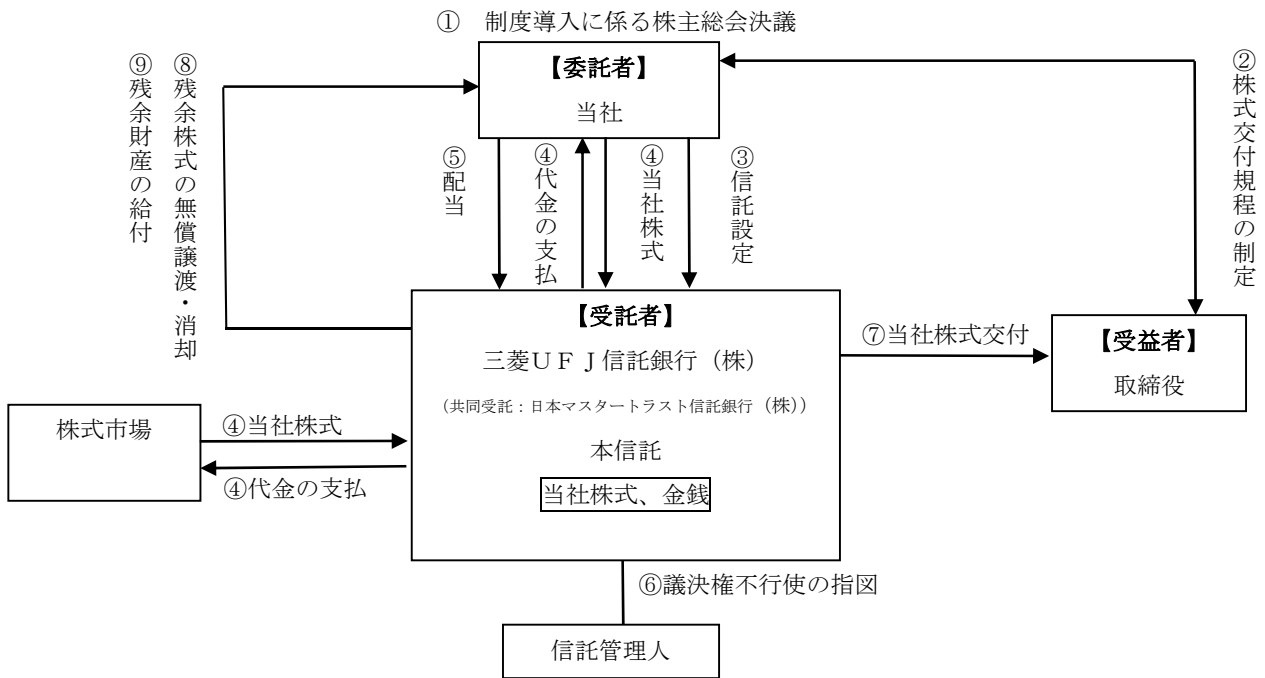 ①　制度導入に係る株主総会決議
【委託者】
当社
⑨残余財産の給付
⑧残余株式の無償譲渡・消却
⑤配当
④代金の支払
④当社株式
③信託設定
②株式交付規程の制定
【受託者】
三菱ＵＦＪ信託銀行（株）
（共同受託：日本マスタートラスト信託銀行（株））
本信託
当社株式、金銭
⑦当社株式交付
【受益者】
取締役
株式市場
④当社株式
④代金の支払
⑥議決権不行使の指図
信託管理人